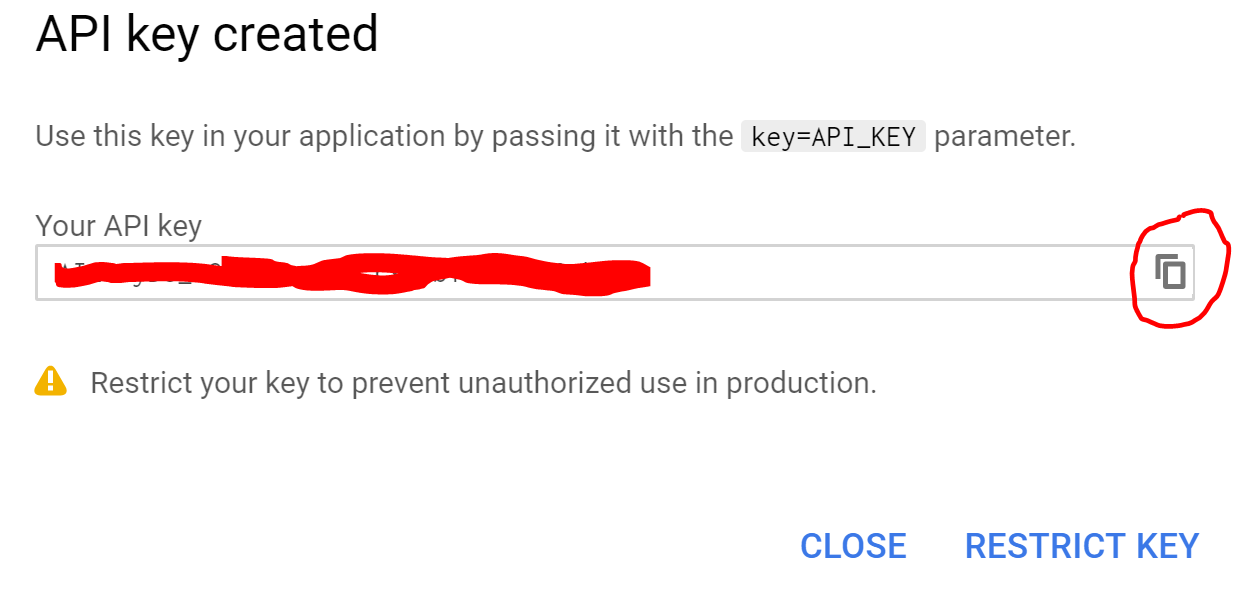 API key created
Use this key in your application by passing it with the key=API_KEY parameter.
Your API key
Restrict your key to prevent unauthorized use in production.
CLOSE RESTRICT KEY